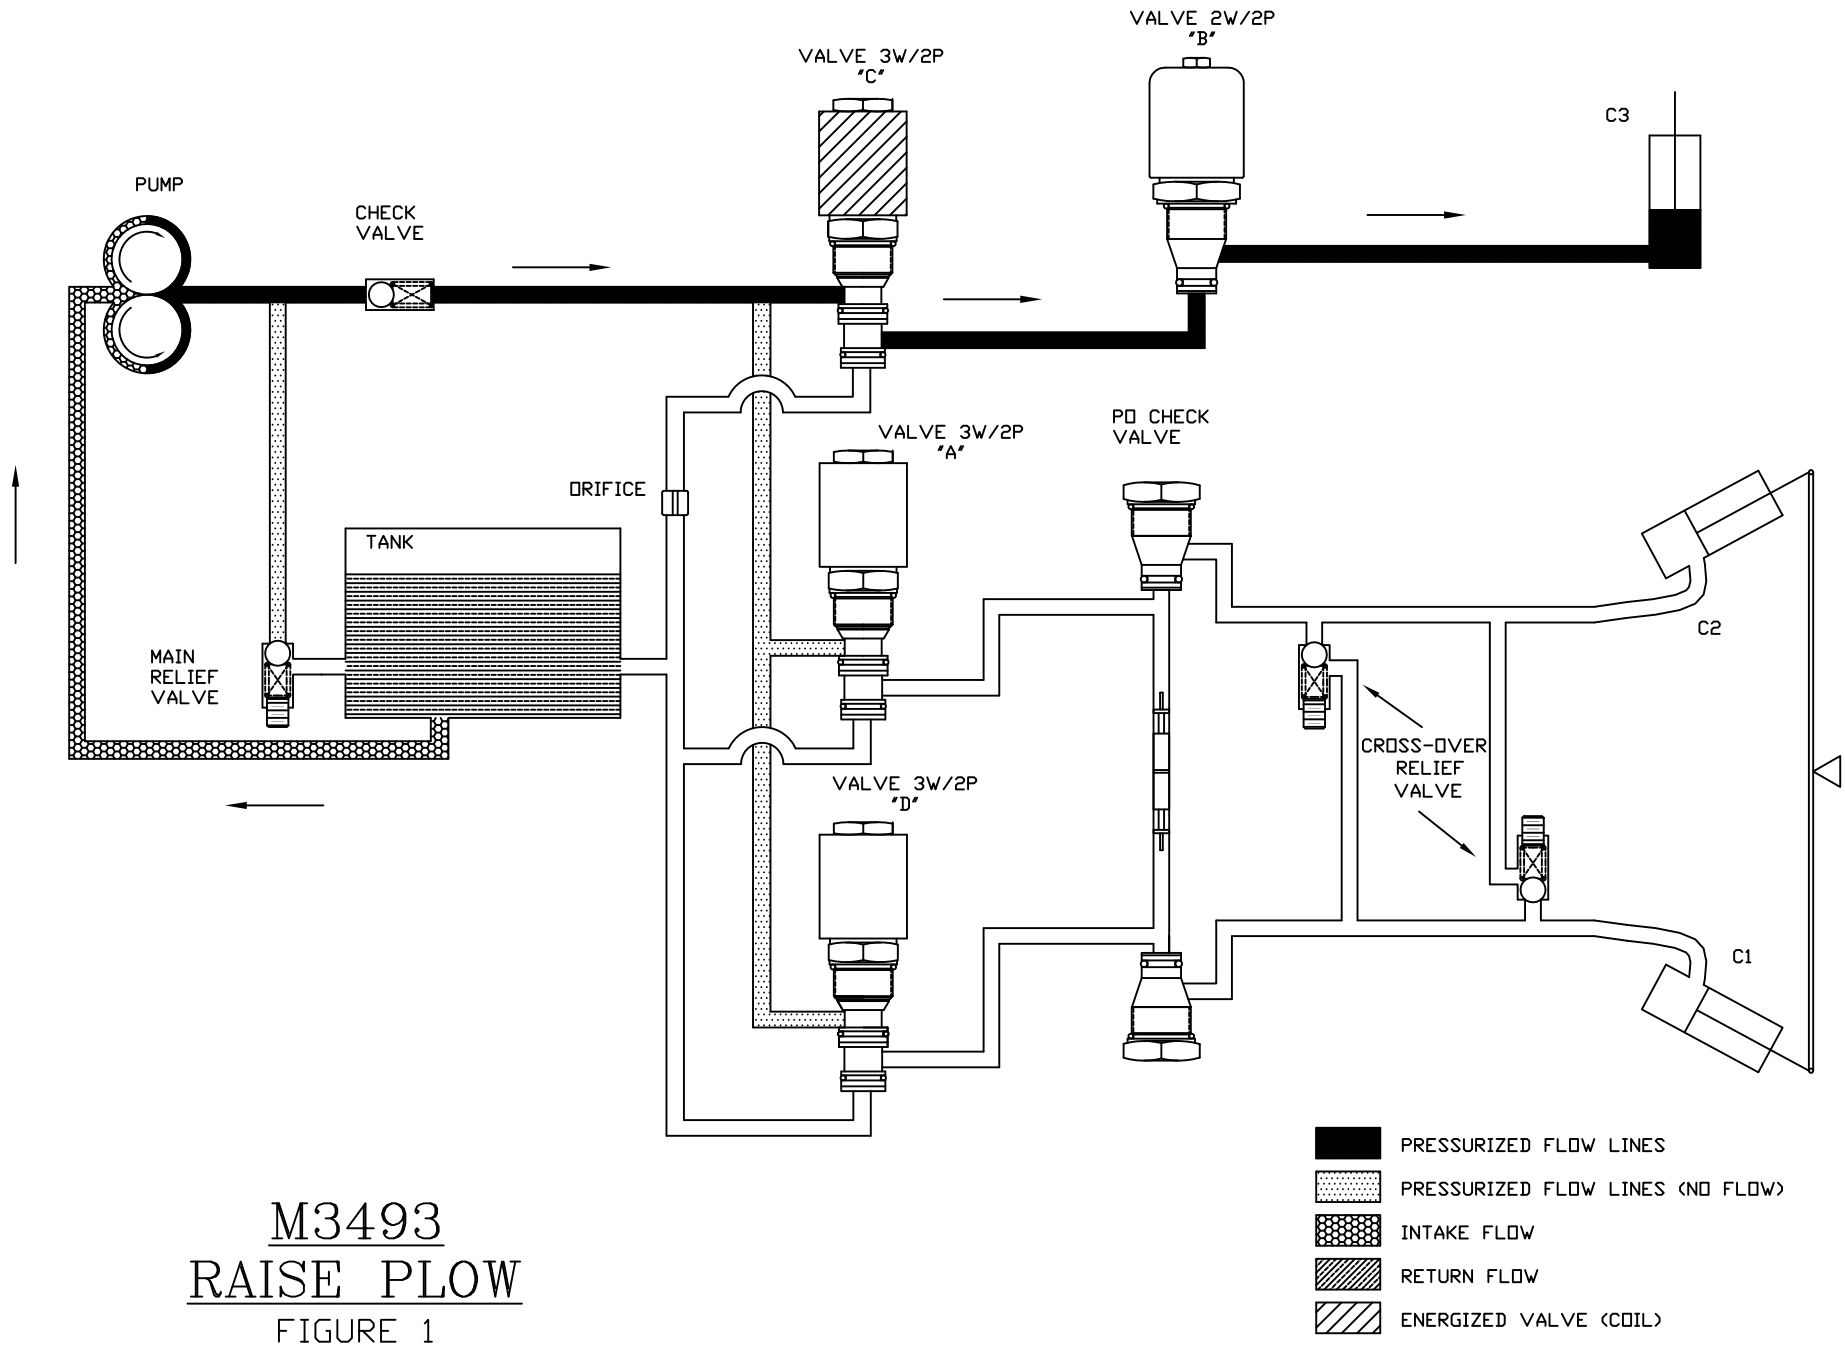 VALVE 2W/2P
"B"
VALVE 3W/2P
"C"
C3
PUMP
CHECK
VALVE
PO CHECK
VALVE
VALVE 3W/2P
"A"
ORIFICE
TANK
C2
MAIN
RELIEF
VALVE
CROSS-OVER
RELIEF
VALVE
VALVE 3W/2P
"D"
C1
PRESSURIZED FLOW LINES
PRESSURIZED FLOW LINES (NO FLOW)
INTAKE FLOW
RETURN FLOW
ENERGIZED VALVE (COIL)
M3493
RAISE PLOW
FIGURE 1